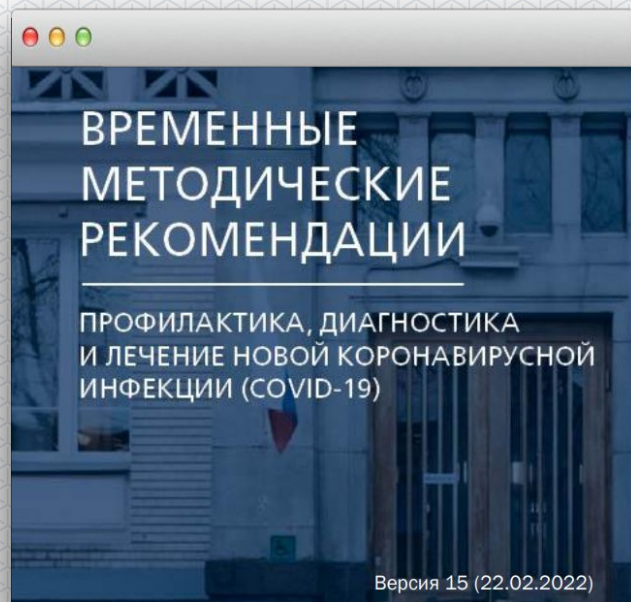 ВРЕМЕННЫЕ
МЕТОДИЧЕСКИЕ
РЕКОМЕНДАЦИИ
ПРОФИЛАКТИКА, ДИАГНОСТИКА
И ЛЕЧЕНИЕ НОВОЙ КОРОНАВИРУСНОЙ
ИНФЕКЦИИ (COVID-19)
Версия 15 (22.02.2022)